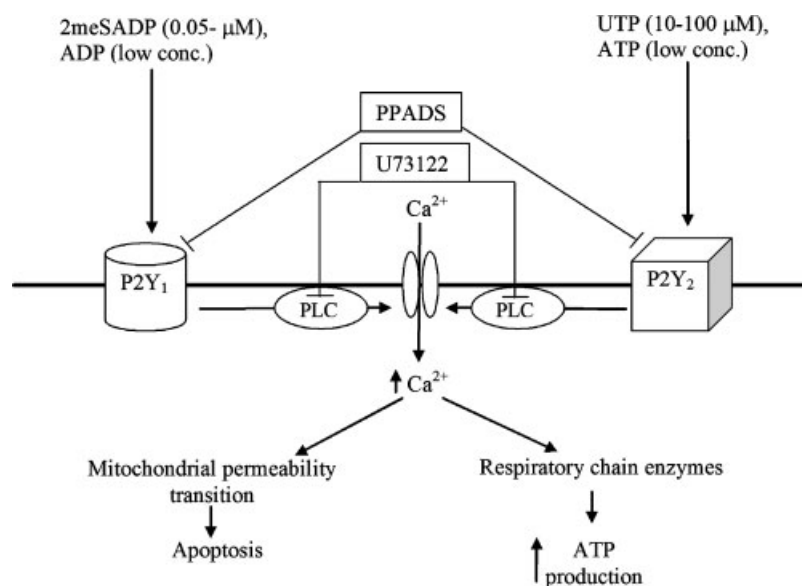 2meSADP (0.05- μM),
ADP (low conc.)
UTP (10-100 μM),
ATP (low conc.)
PPADS
U73122
Ca²⁺
P2Y₁
PLC
PLC
P2Y₂
Ca²⁺
Mitochondrial permeability
transition
Respiratory chain enzymes
Apoptosis
ATP
production